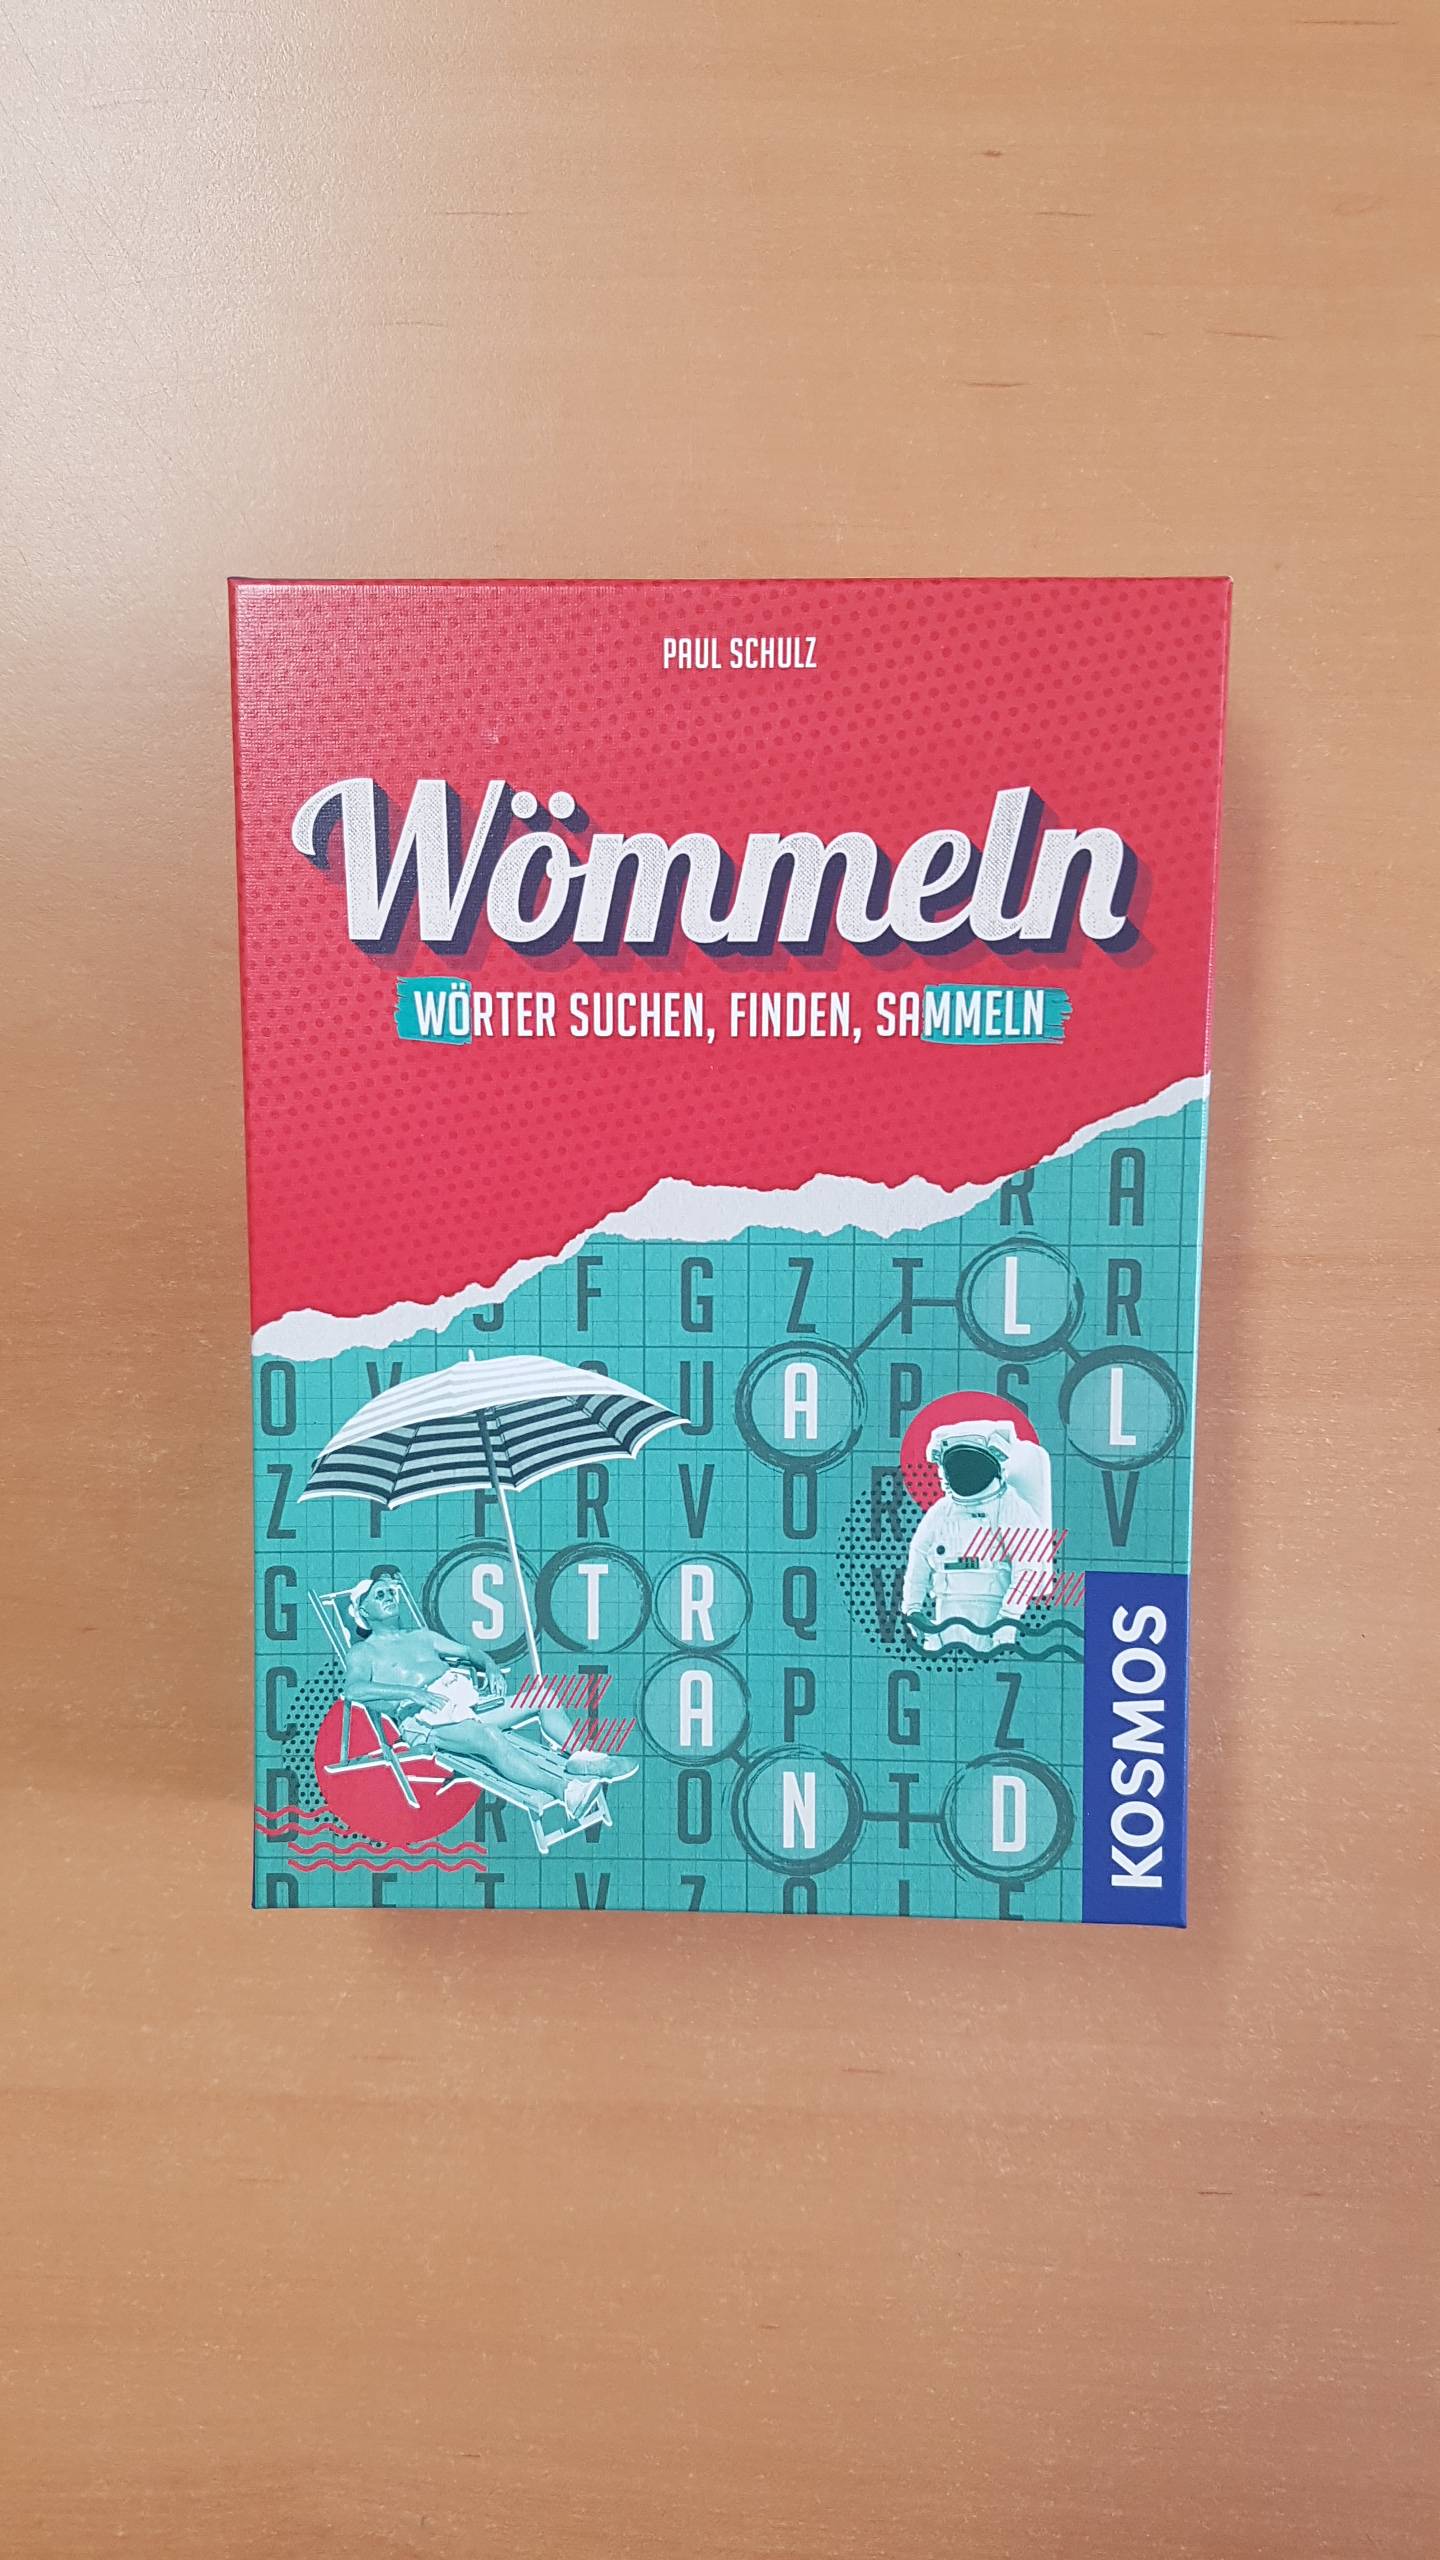 PAUL SCHULZ
Wömmeln
WÖRTER SUCHEN, FINDEN, SAMMELN
R A
F G Z T L R
O U A P S L
Z R V O R V
G S T R Q
C T A P G Z
D R V O N T D
KOSMOS